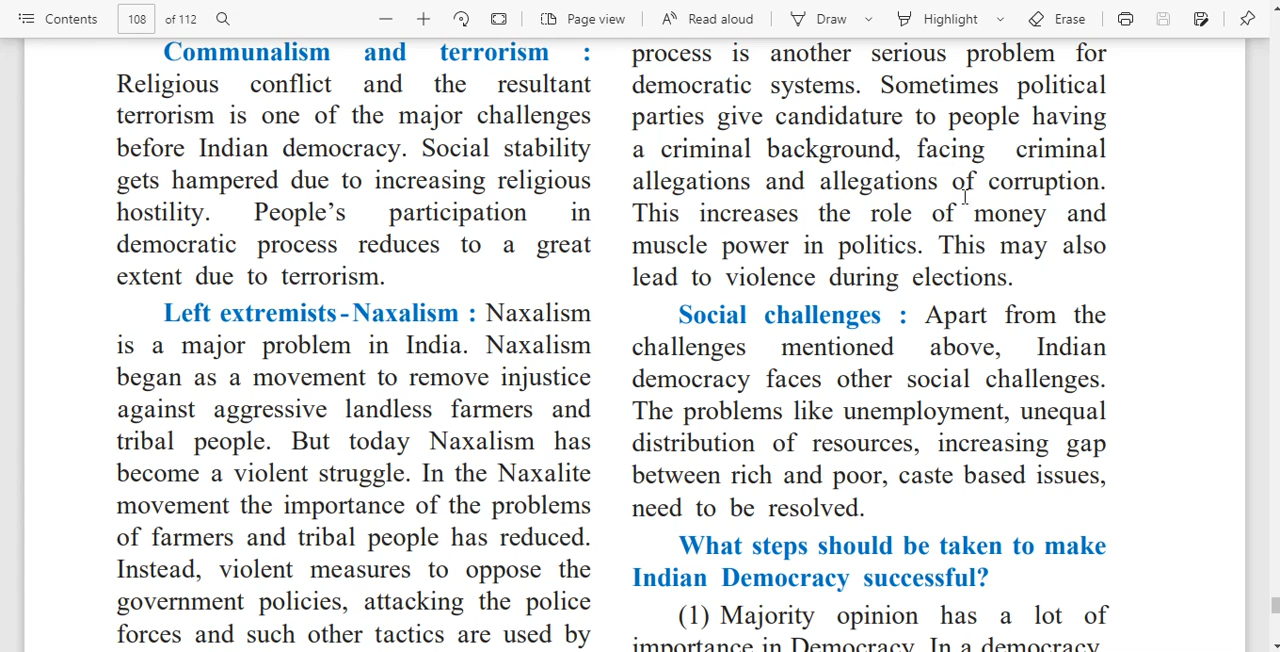 Contents
108 of 112
Page view
Read aloud
Draw
Highlight
Erase
Communalism and terrorism :
Religious conflict and the resultant
terrorism is one of the major challenges
before Indian democracy. Social stability
gets hampered due to increasing religious
hostility. People’s participation in
democratic process reduces to a great
extent due to terrorism.
Left extremists-Naxalism : Naxalism
is a major problem in India. Naxalism
began as a movement to remove injustice
against aggressive landless farmers and
tribal people. But today Naxalism has
become a violent struggle. In the Naxalite
movement the importance of the problems
of farmers and tribal people has reduced.
Instead, violent measures to oppose the
government policies, attacking the police
forces and such other tactics are used by
process is another serious problem for
democratic systems. Sometimes political
parties give candidature to people having
a criminal background, facing criminal
allegations and allegations of corruption.
This increases the role of money and
muscle power in politics. This may also
lead to violence during elections.
Social challenges : Apart from the
challenges mentioned above, Indian
democracy faces other social challenges.
The problems like unemployment, unequal
distribution of resources, increasing gap
between rich and poor, caste based issues,
need to be resolved.
What steps should be taken to make
Indian Democracy successful?
(1) Majority opinion has a lot of
importance in Democracy. In a democracy,